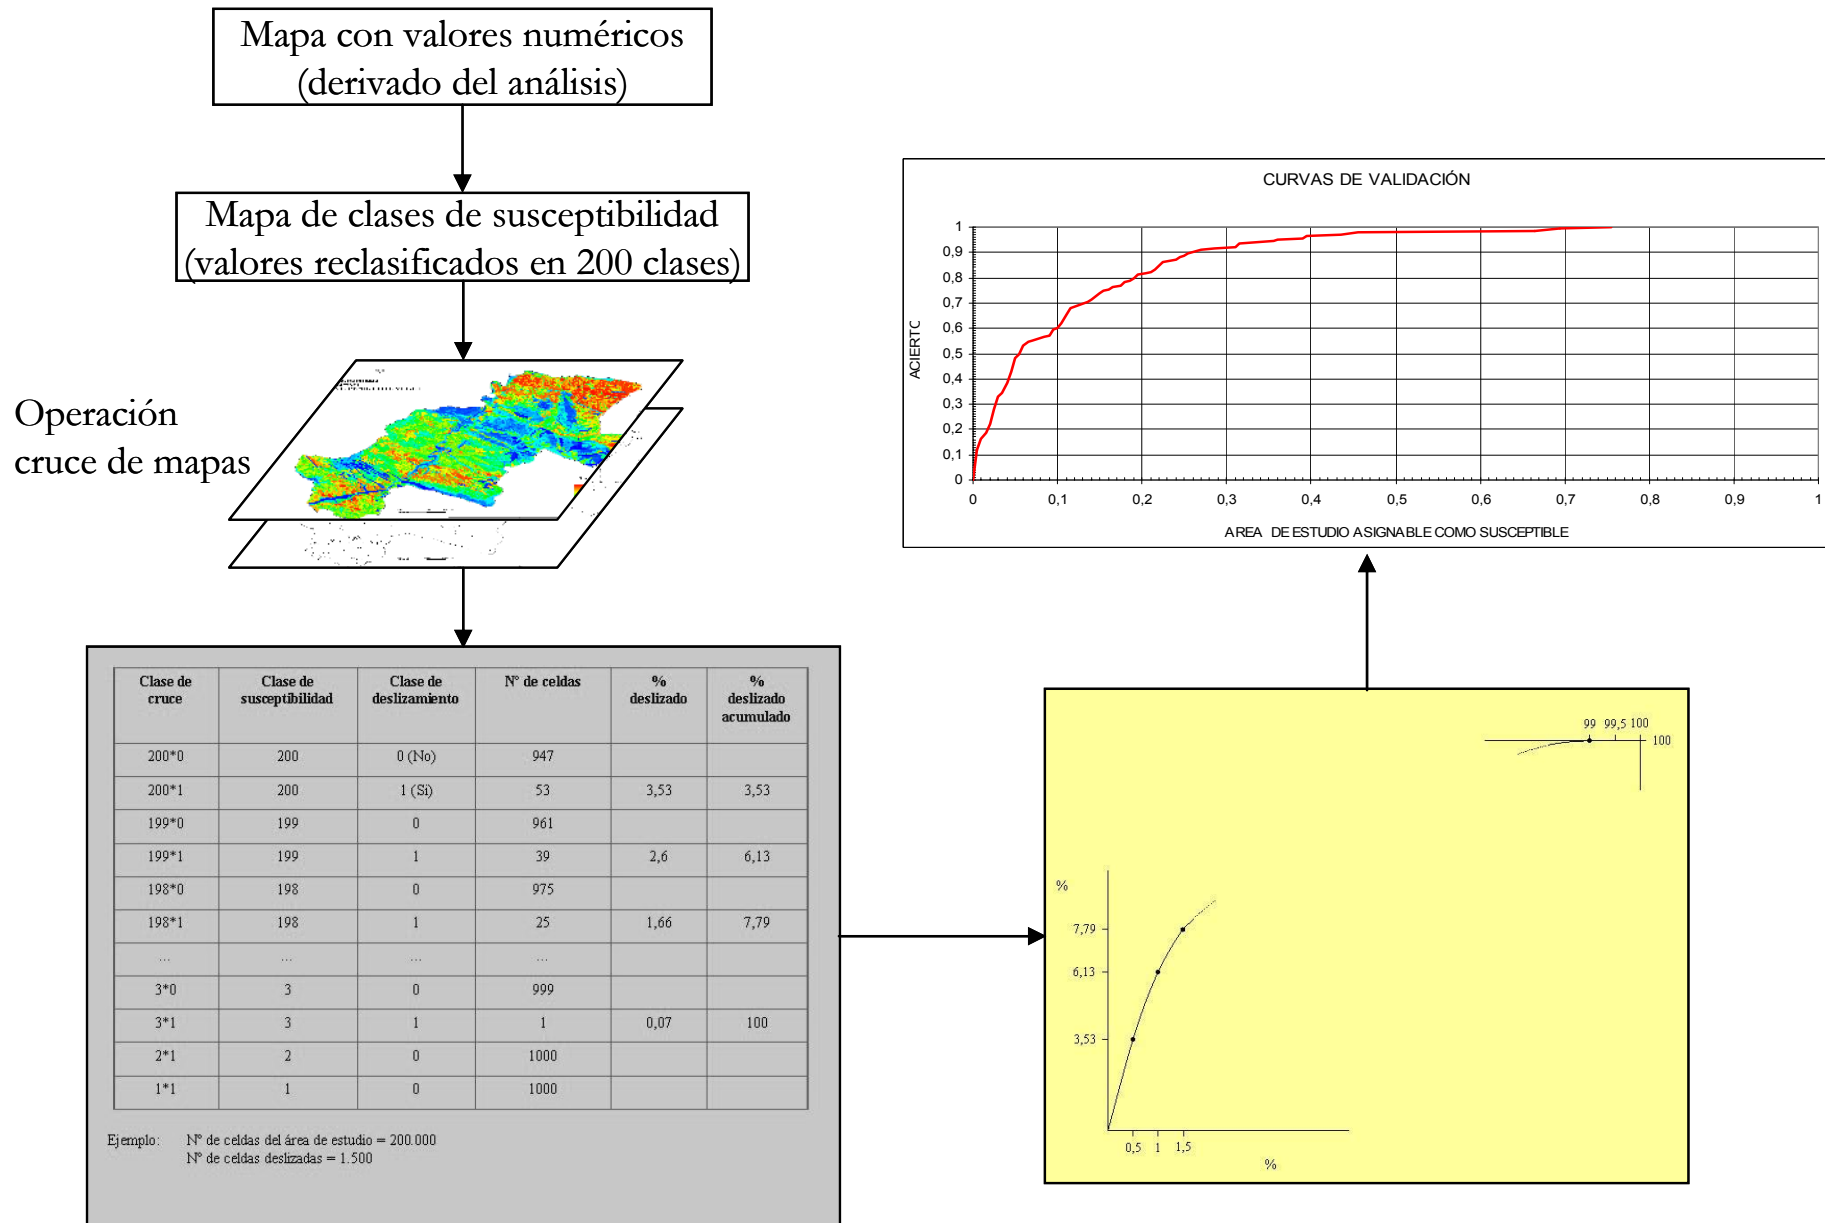 Mapa con valores numéricos
(derivado del análisis)
Mapa de clases de susceptibilidad
(valores reclasificados en 200 clases)
Operación
cruce de mapas
Clase de cruce Clase de susceptibilidad Clase de deslizamiento Nº de celdas % deslizado % deslizado acumulado
200*0 200 0 (No) 947
200*1 200 1 (Si) 53 3,53 3,53
199*0 199 0 961
199*1 199 1 39 2,6 6,13
198*0 198 0 975
198*1 198 1 25 1,66 7,79
... ... ... ...
3*0 3 0 999
3*1 3 1 1 0,07 100
2*1 2 0 1000
1*1 1 0 1000
Ejemplo: Nº de celdas del área de estudio = 200.000
Nº de celdas deslizadas = 1.500
CURVAS DE VALIDACIÓN
1
0,9
0,8
0,7
0,6
0,5
0,4
0,3
0,2
0,1
0
ACIERTO
0 0,1 0,2 0,3 0,4 0,5 0,6 0,7 0,8 0,9 1
AREA DE ESTUDIO ASIGNABLE COMO SUSCEPTIBLE
99 99,5 100
100
%
7,79
6,13
3,53
0,5 1 1,5
%